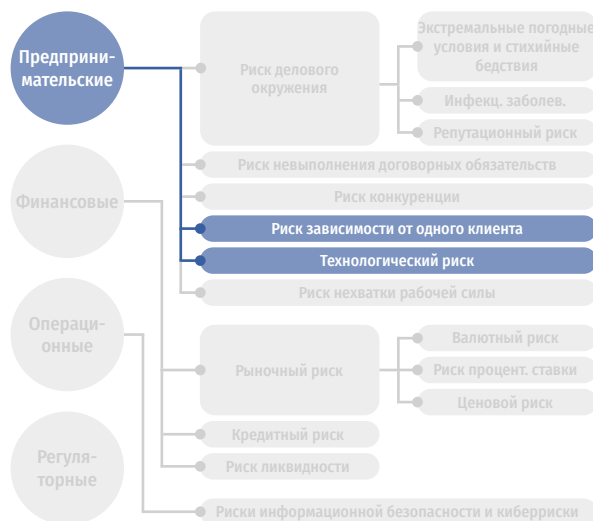 Предприни-
мательские
Риск делового
окружения
Экстремальные погодные
условия и стихийные
бедствия
Инфекц. заболев.
Репутационный риск
Риск невыполнения договорных обязательств
Риск конкуренции
Риск зависимости от одного клиента
Технологический риск
Риск нехватки рабочей силы
Финансовые
Рыночный риск
Валютный риск
Риск процент. ставки
Ценовой риск
Кредитный риск
Риск ликвидности
Операци-
онные
Риски информационной безопасности и киберриски
Регуля-
торные